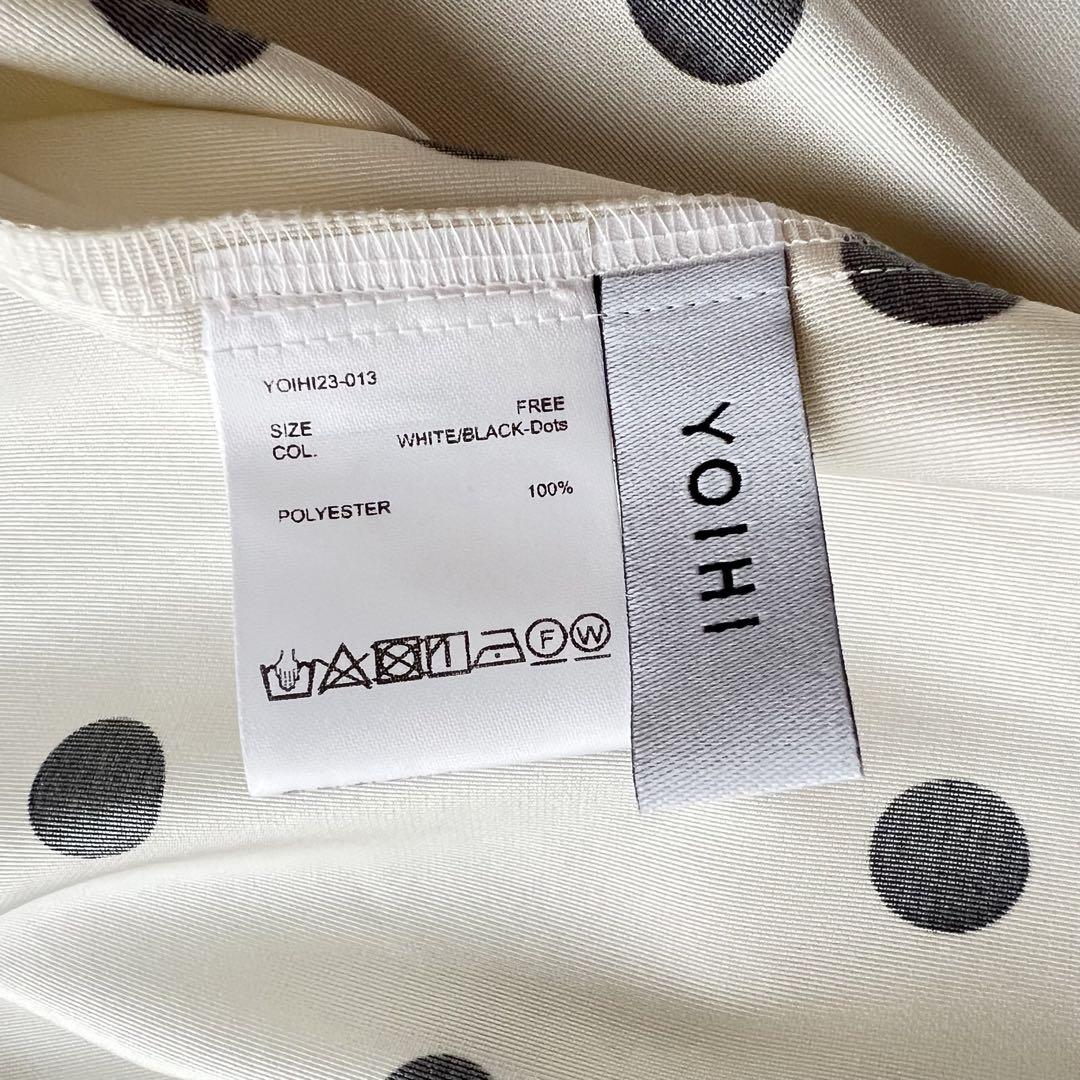 YOIHI23-013
SIZE FREE
COL. WHITE/BLACK-Dots
POLYESTER 100%
F W
YOIHI